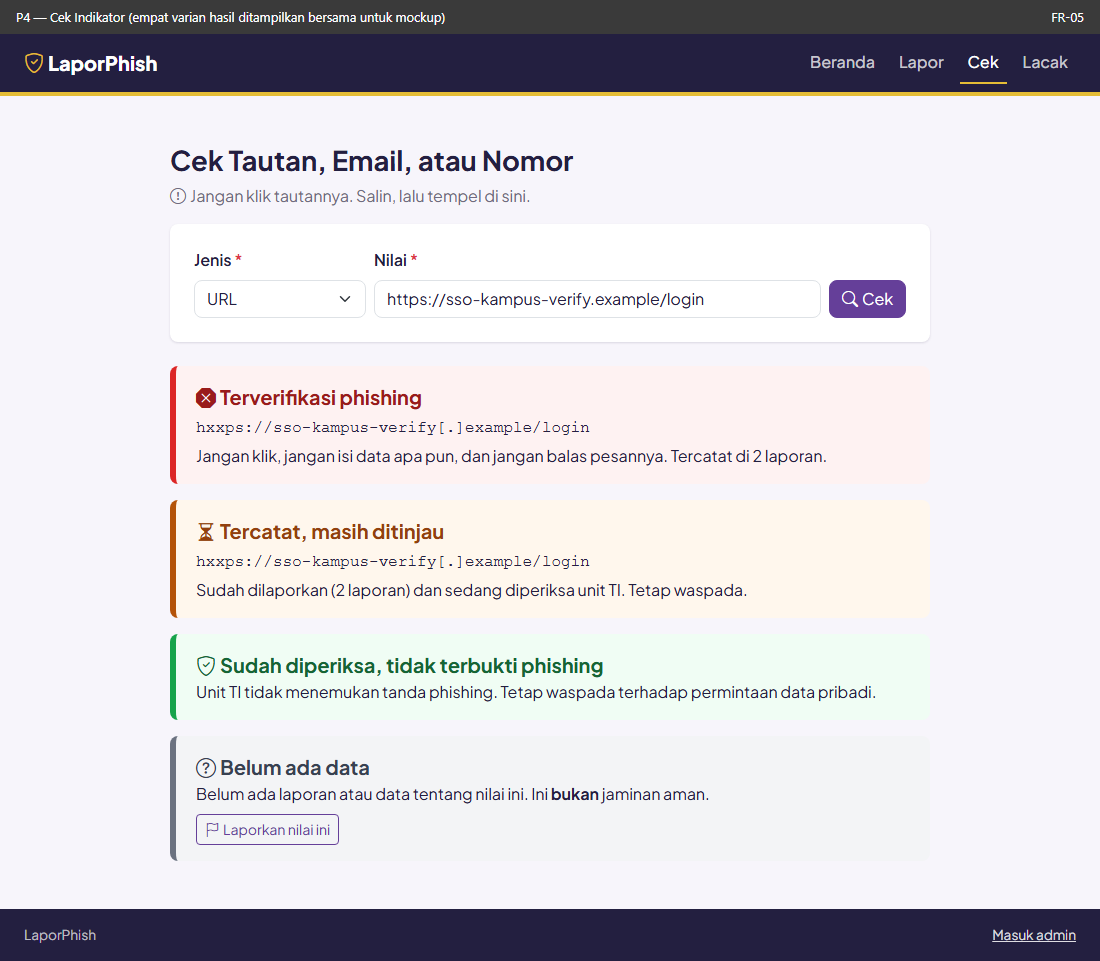 P4 — Cek Indikator (empat varian hasil ditampilkan bersama untuk mockup) FR-05
LaporPhish Beranda Lapor Cek Lacak
Cek Tautan, Email, atau Nomor
Jangan klik tautannya. Salin, lalu tempel di sini.
Jenis * Nilai *
URL https://sso-kampus-verify.example/login Cek
Terverifikasi phishing
hxxps://sso-kampus-verify[.]example/login
Jangan klik, jangan isi data apa pun, dan jangan balas pesannya. Tercatat di 2 laporan.
Tercatat, masih ditinjau
hxxps://sso-kampus-verify[.]example/login
Sudah dilaporkan (2 laporan) dan sedang diperiksa unit TI. Tetap waspada.
Sudah diperiksa, tidak terbukti phishing
Unit TI tidak menemukan tanda phishing. Tetap waspada terhadap permintaan data pribadi.
Belum ada data
Belum ada laporan atau data tentang nilai ini. Ini bukan jaminan aman.
Laporkan nilai ini
LaporPhish Masuk admin